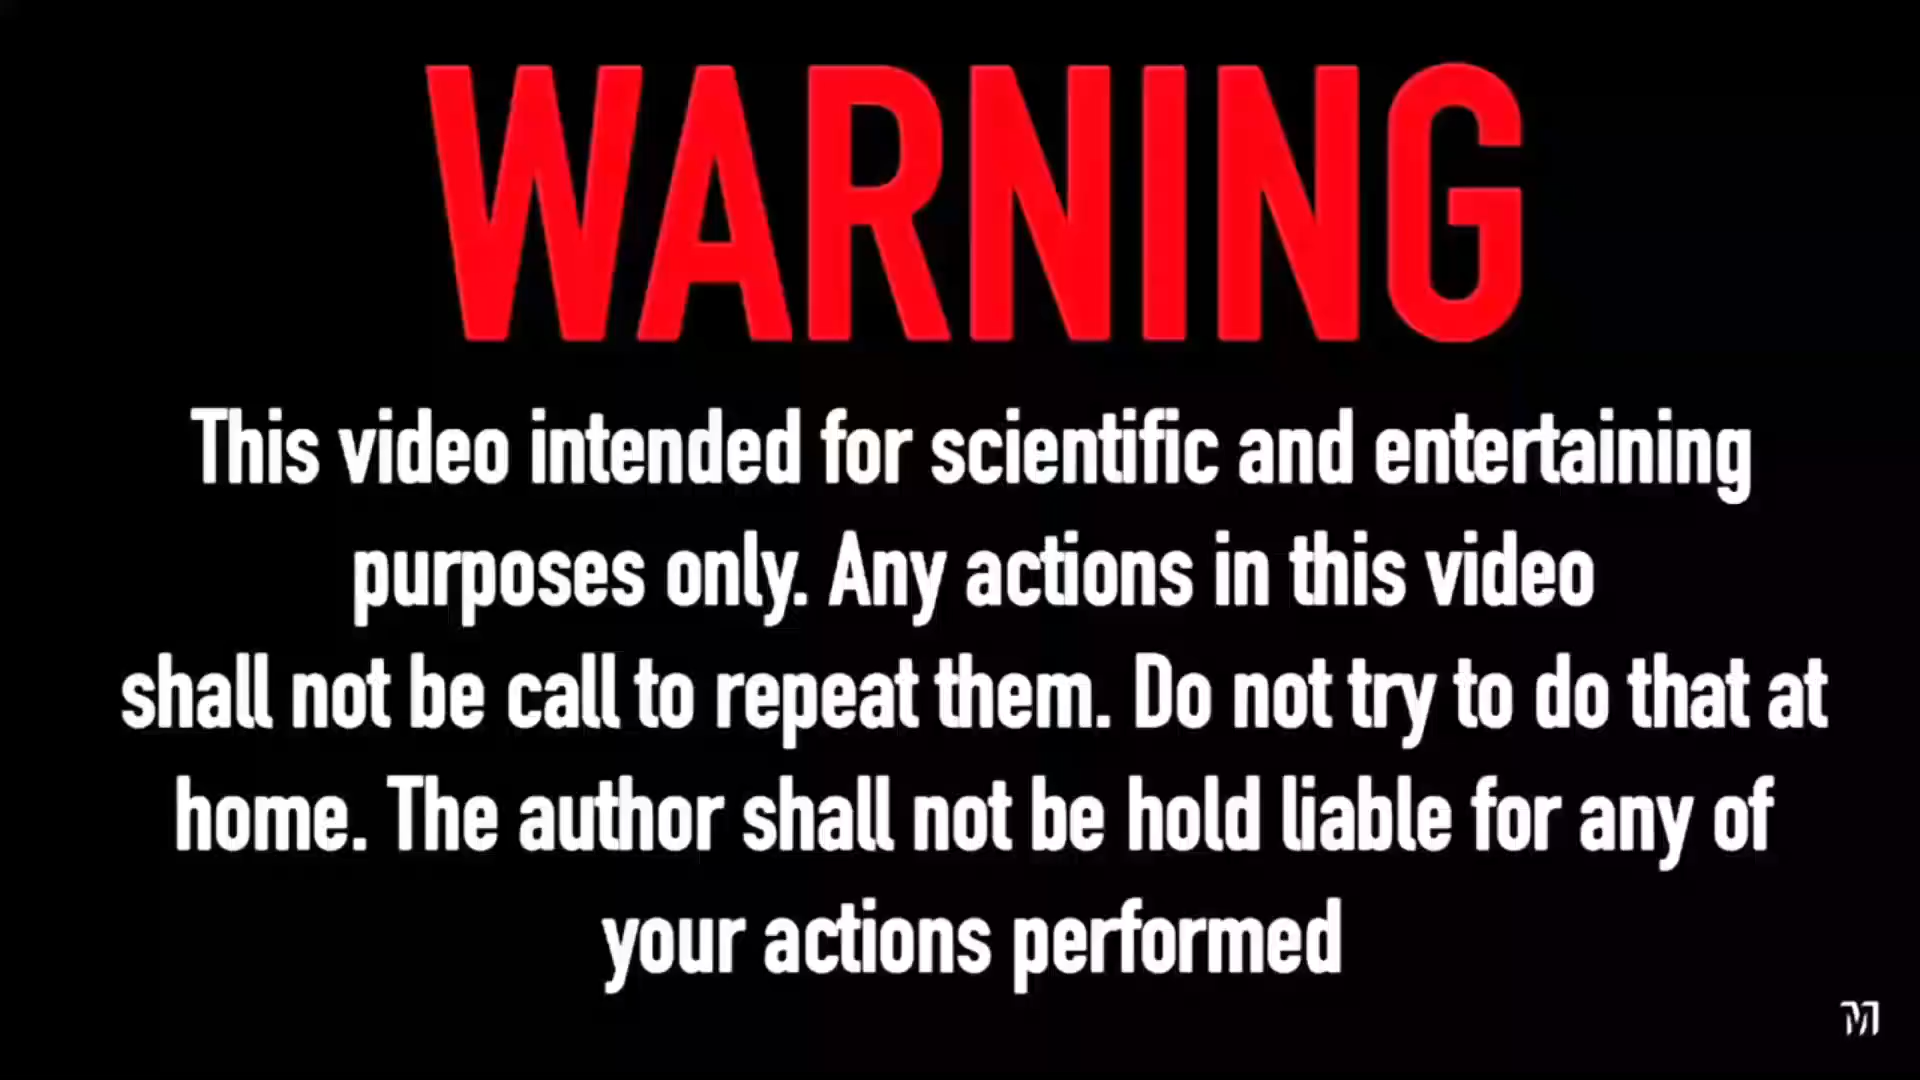 WARNING
This video intended for scientific and entertaining
purposes only. Any actions in this video
shall not be call to repeat them. Do not try to do that at
home. The author shall not be hold liable for any of
your actions performed
M